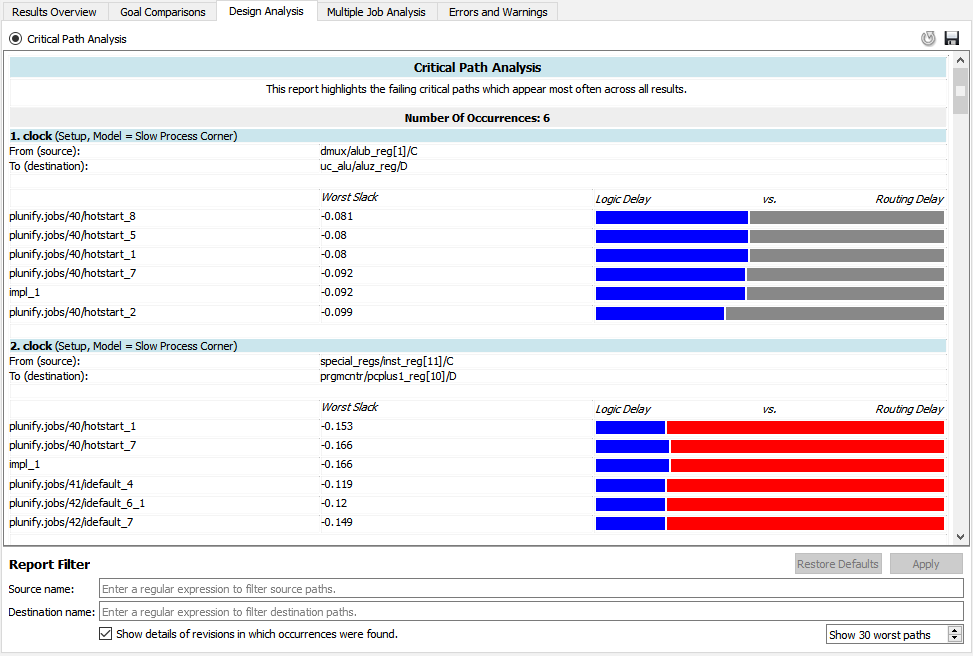 Results Overview Goal Comparisons Design Analysis Multiple Job Analysis Errors and Warnings
Critical Path Analysis
Critical Path Analysis
This report highlights the failing critical paths which appear most often across all results.
Number Of Occurrences: 6
1. clock (Setup, Model = Slow Process Corner)
From (source): dmux/alub_reg[1]/C
To (destination): uc_alu/aluz_reg/D
Worst Slack Logic Delay vs. Routing Delay
plunify.jobs/40/hotstart_8 -0.081
plunify.jobs/40/hotstart_5 -0.08
plunify.jobs/40/hotstart_1 -0.08
plunify.jobs/40/hotstart_7 -0.092
impl_1 -0.092
plunify.jobs/40/hotstart_2 -0.099
2. clock (Setup, Model = Slow Process Corner)
From (source): special_regs/inst_reg[11]/C
To (destination): prgmcntr/pcplus1_reg[10]/D
Worst Slack Logic Delay vs. Routing Delay
plunify.jobs/40/hotstart_1 -0.153
plunify.jobs/40/hotstart_7 -0.166
impl_1 -0.166
plunify.jobs/41/idefault_4 -0.119
plunify.jobs/42/idefault_6_1 -0.12
plunify.jobs/42/idefault_7 -0.149
Report Filter Restore Defaults Apply
Source name: Enter a regular expression to filter source paths.
Destination name: Enter a regular expression to filter destination paths.
Show details of revisions in which occurrences were found. Show 30 worst paths